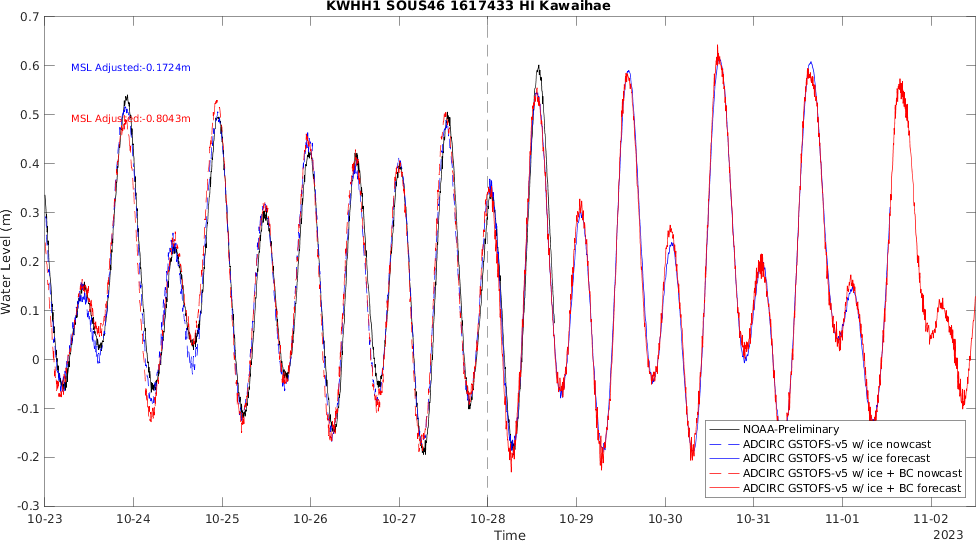 KWHH1 SOUS46 1617433 HI Kawaihae
0.7
0.6
0.5
0.4
0.3
0.2
0.1
0
-0.1
-0.2
-0.3
Water Level (m)
MSL Adjusted:-0.1724m
MSL Adjusted:-0.8043m
NOAA-Preliminary
ADCIRC GSTOFS-v5 w/ ice nowcast
ADCIRC GSTOFS-v5 w/ ice forecast
ADCIRC GSTOFS-v5 w/ ice + BC nowcast
ADCIRC GSTOFS-v5 w/ ice + BC forecast
10-23 10-24 10-25 10-26 10-27 10-28 10-29 10-30 10-31 11-01 11-02
Time
2023